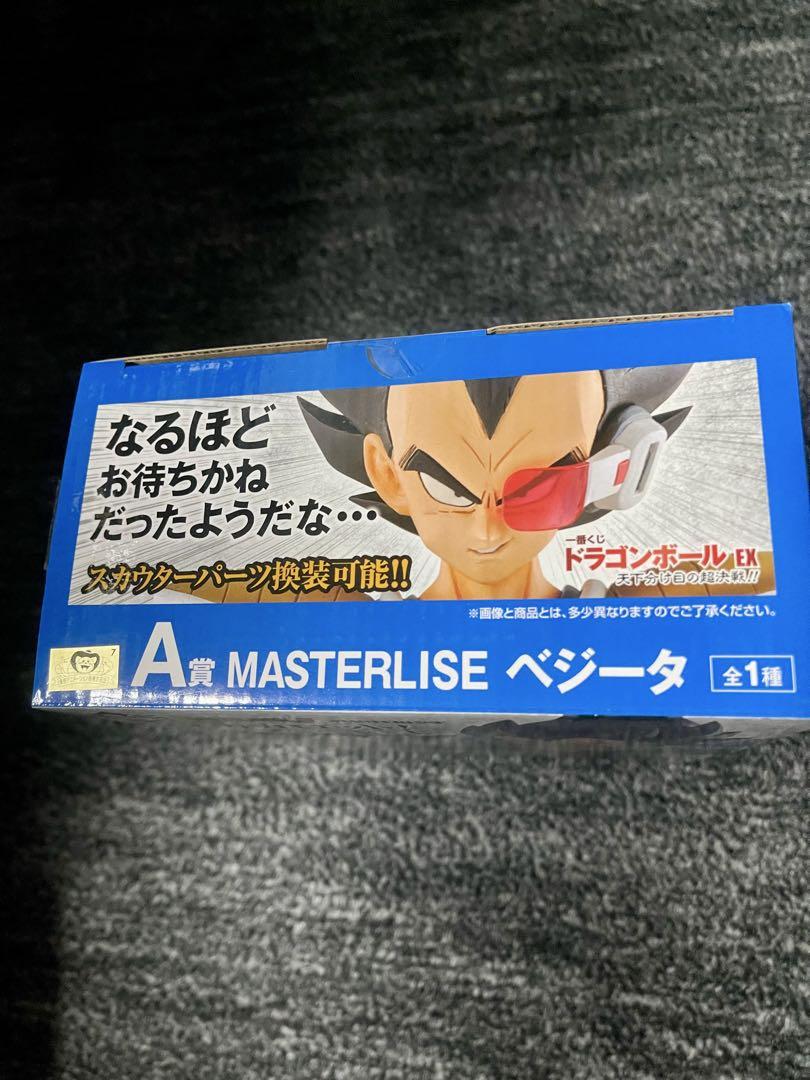 なるほど
お待ちかね
だったようだな…
スカウターパーツ換装可能!!
一番くじ
ドラゴンボール EX
天下分け目の超決戦!!
※画像と商品とは、多少異なりますのでご了承ください。
7
A賞 MASTERLISE ベジータ 全1種